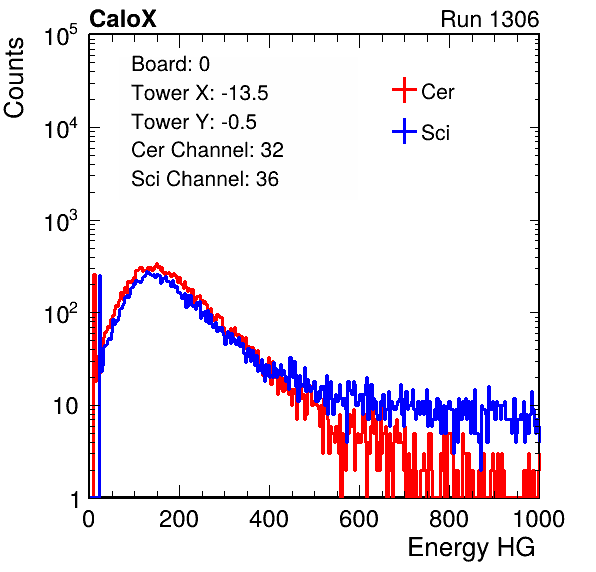 CaloX Run 1306
Counts
10^5
10^4
10^3
10^2
10
1
Board: 0
Tower X: -13.5
Tower Y: -0.5
Cer Channel: 32
Sci Channel: 36
Cer
Sci
0 200 400 600 800 1000
Energy HG